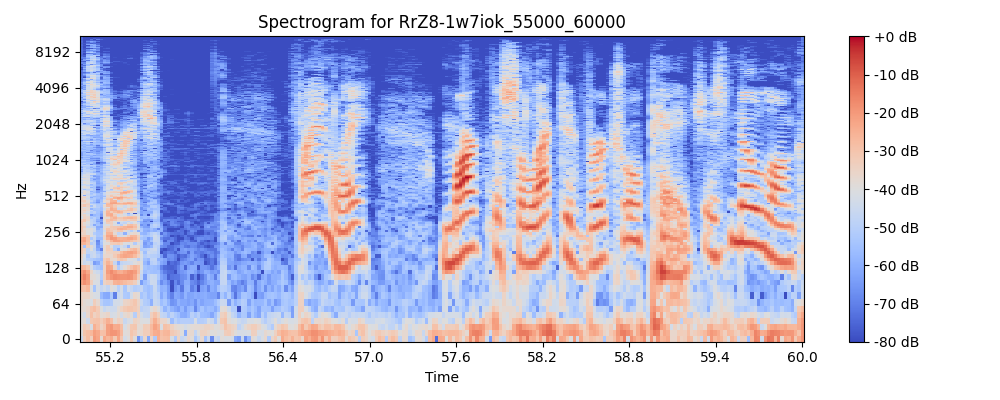 Spectrogram for RrZ8-1w7iok_55000_60000
8192
4096
2048
1024
512
256
128
64
0
Hz
55.2 55.8 56.4 57.0 57.6 58.2 58.8 59.4 60.0
Time
+0 dB
-10 dB
-20 dB
-30 dB
-40 dB
-50 dB
-60 dB
-70 dB
-80 dB